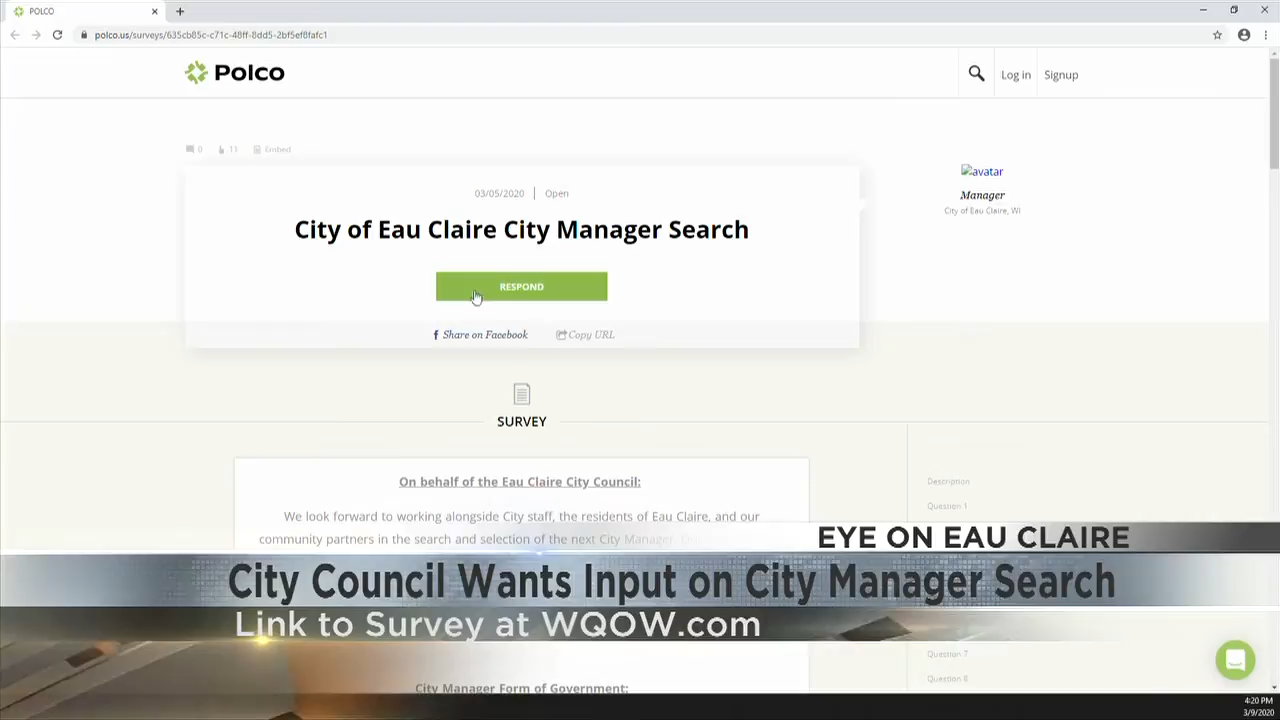 POLCO
polco.us/surveys/635cb85c-c71c-48ff-8dd5-2bf5ef8fafc1
Polco
Log in
Signup
0
13
Embed
avatar
Manager
City of Eau Claire, WI
03/05/2020
Open
City of Eau Claire City Manager Search
RESPOND
f Share on Facebook
Copy URL
SURVEY
On behalf of the Eau Claire City Council:
We look forward to working alongside City staff, the residents of Eau Claire, and our
community partners in the search and selection of the next City Manager.
Description
Question 1
EYE ON EAU CLAIRE
City Council Wants Input on City Manager Search
Link to Survey at WQOW.com
Question 7
Question 8
City Manager Form of Government:
4:20 PM
3/9/2020